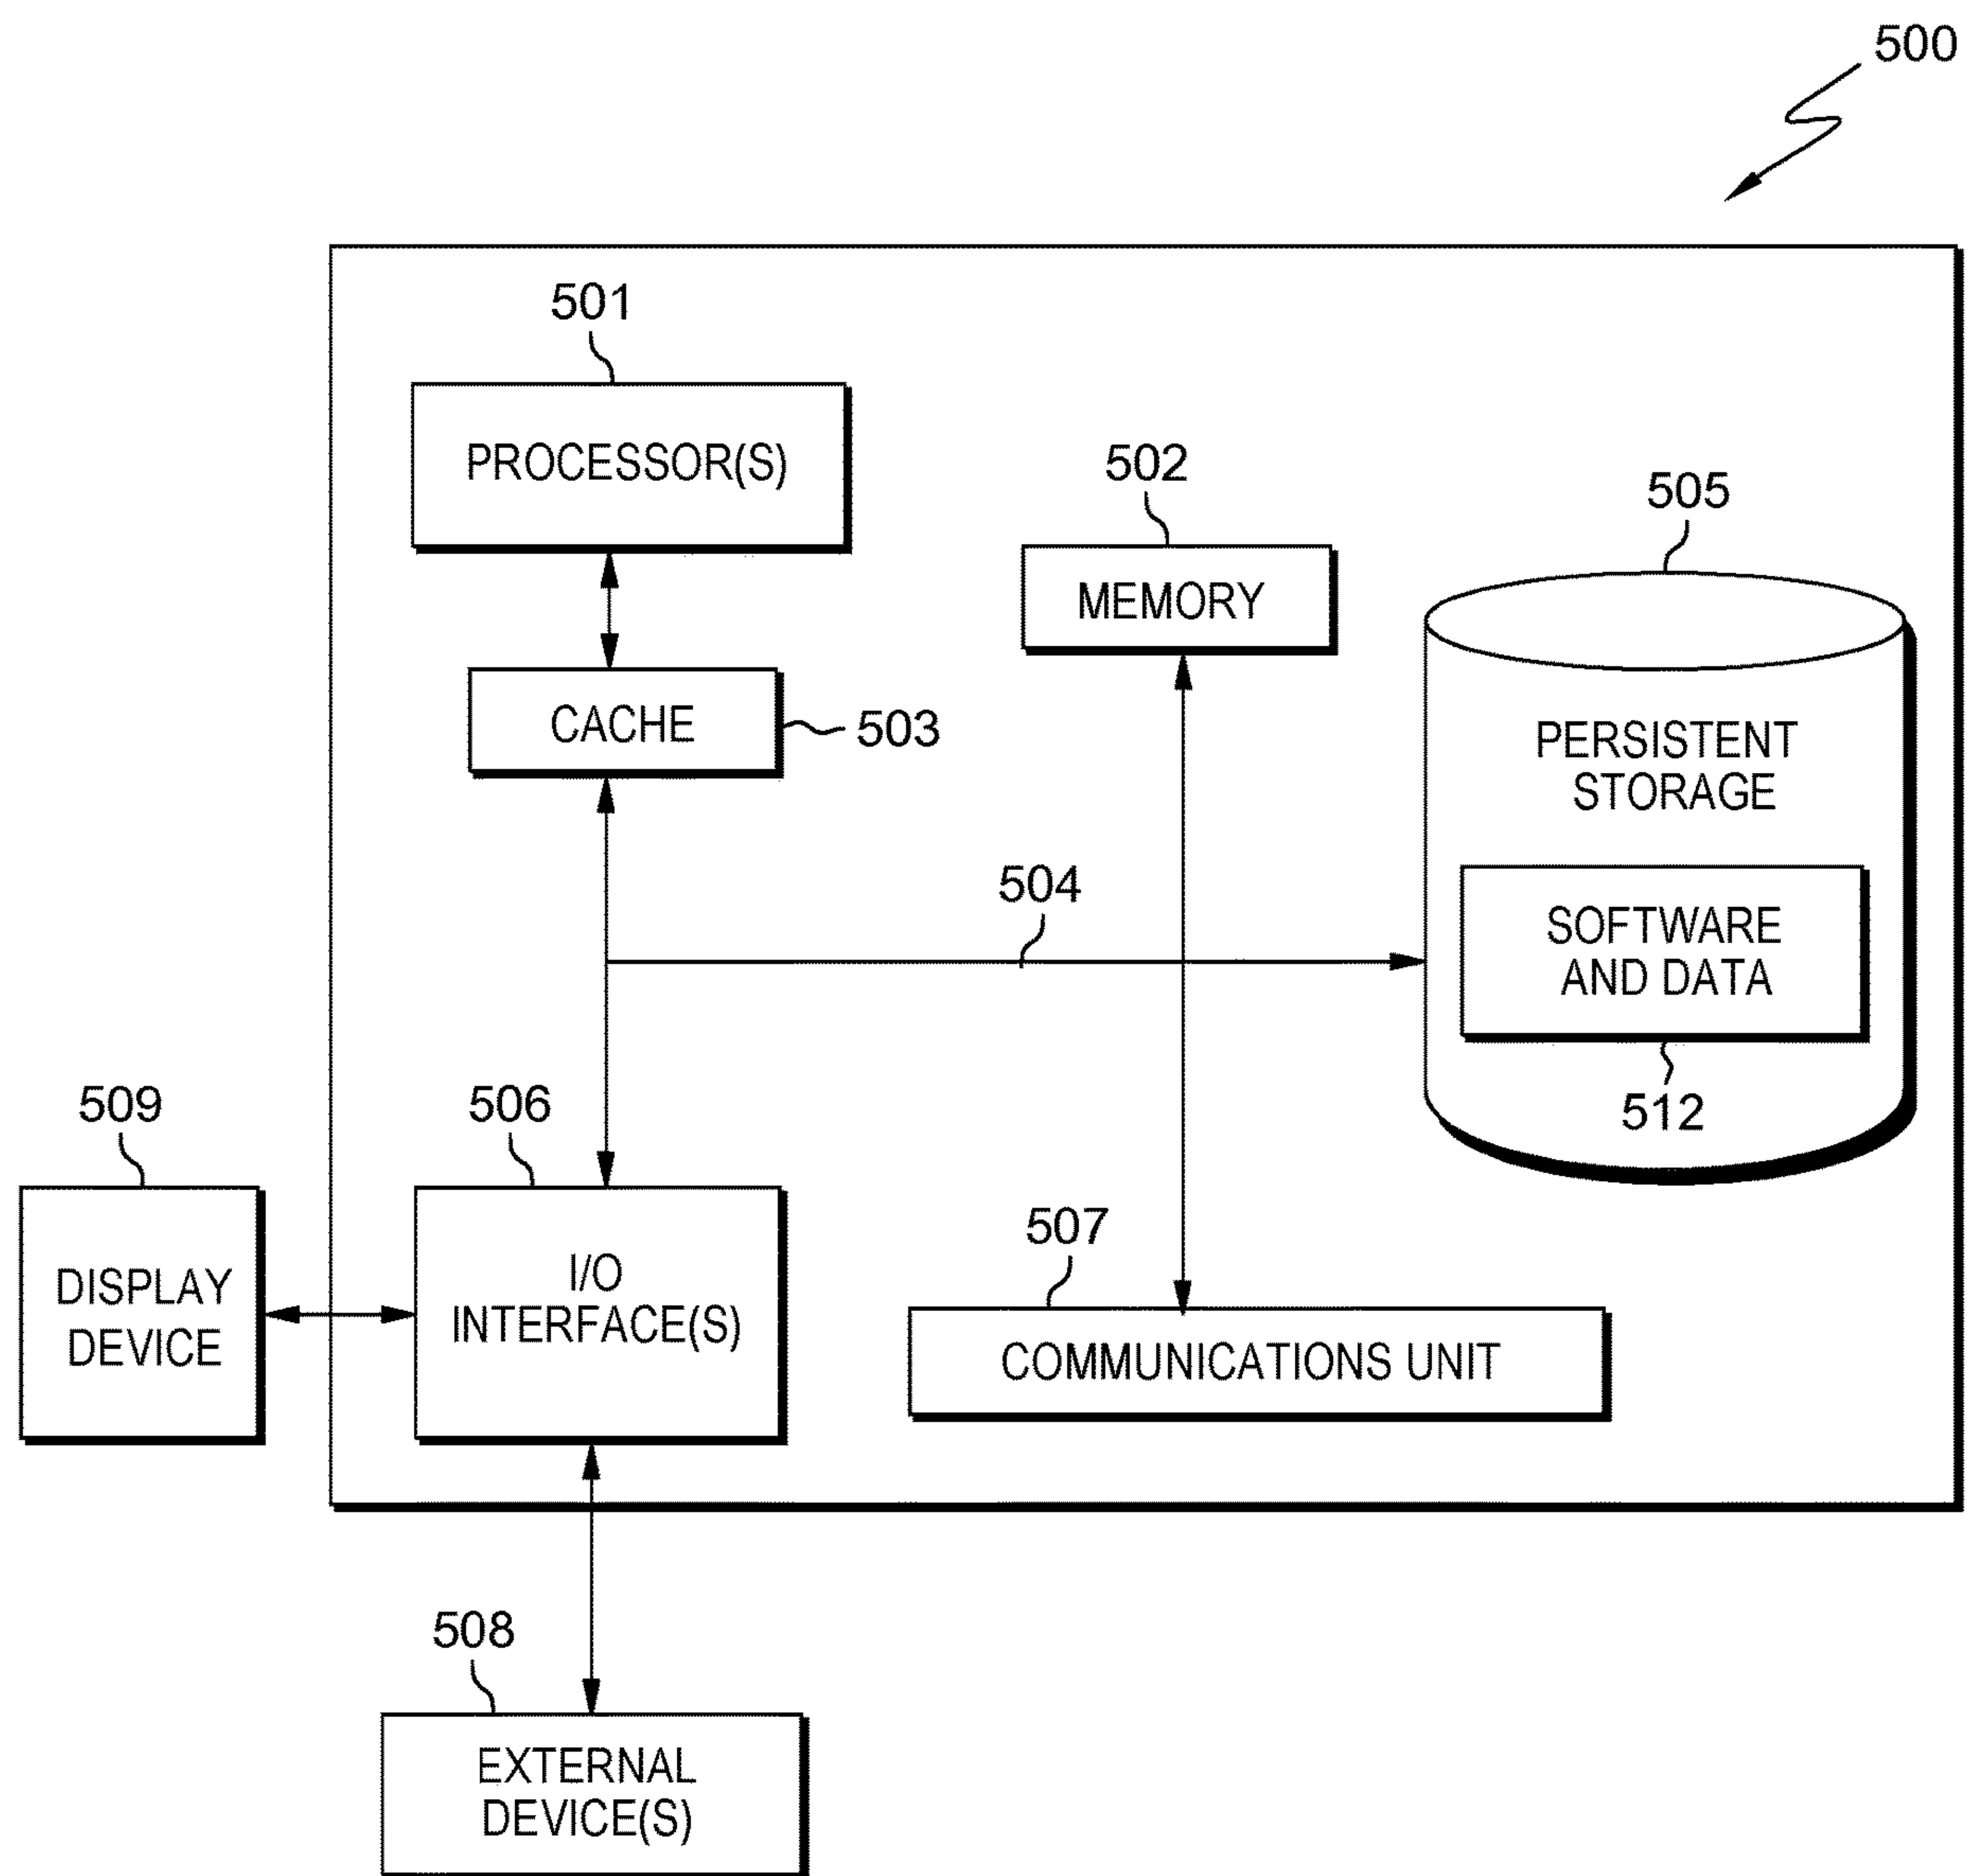 500
501
PROCESSOR(S)
502
MEMORY
505
CACHE
503
PERSISTENT
STORAGE
504
SOFTWARE
AND DATA
512
509
DISPLAY
DEVICE
506
I/O
INTERFACE(S)
507
COMMUNICATIONS UNIT
508
EXTERNAL
DEVICE(S)